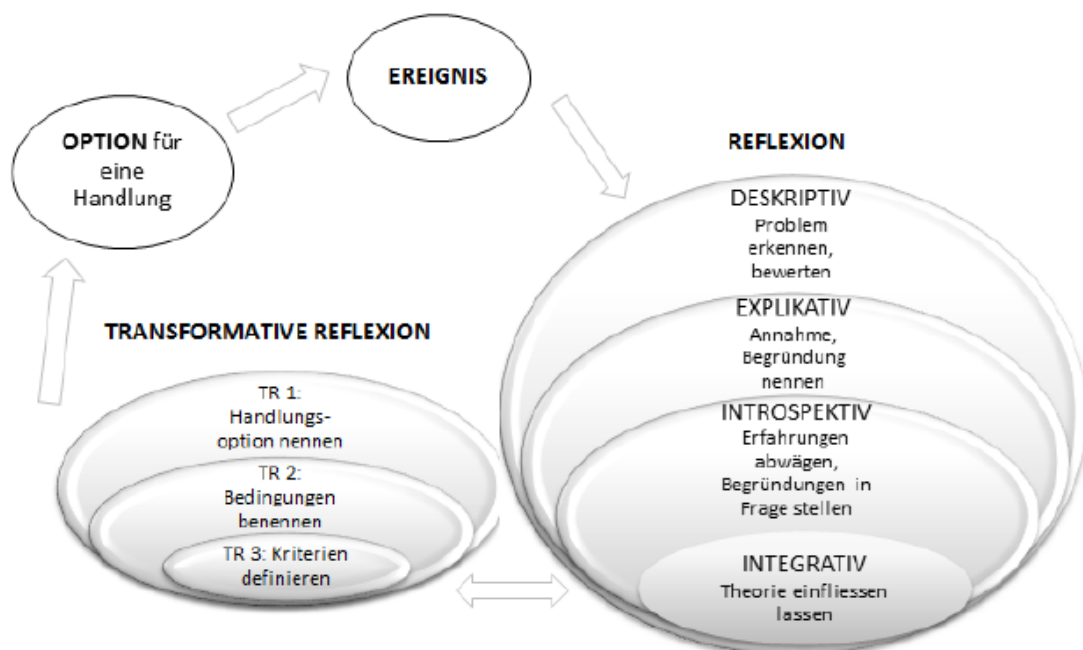 EREIGNIS
OPTION für
eine
Handlung
REFLEXION
DESKRIPTIV
Problem
erkennen,
bewerten
EXPLIKATIV
Annahme,
Begründung
nennen
INTROSPEKTIV
Erfahrungen
abwägen,
Begründungen in
Frage stellen
INTEGRATIV
Theorie einfliessen
lassen
TRANSFORMATIVE REFLEXION
TR 1:
Handlungs-
option nennen
TR 2:
Bedingungen
benennen
TR 3: Kriterien
definieren